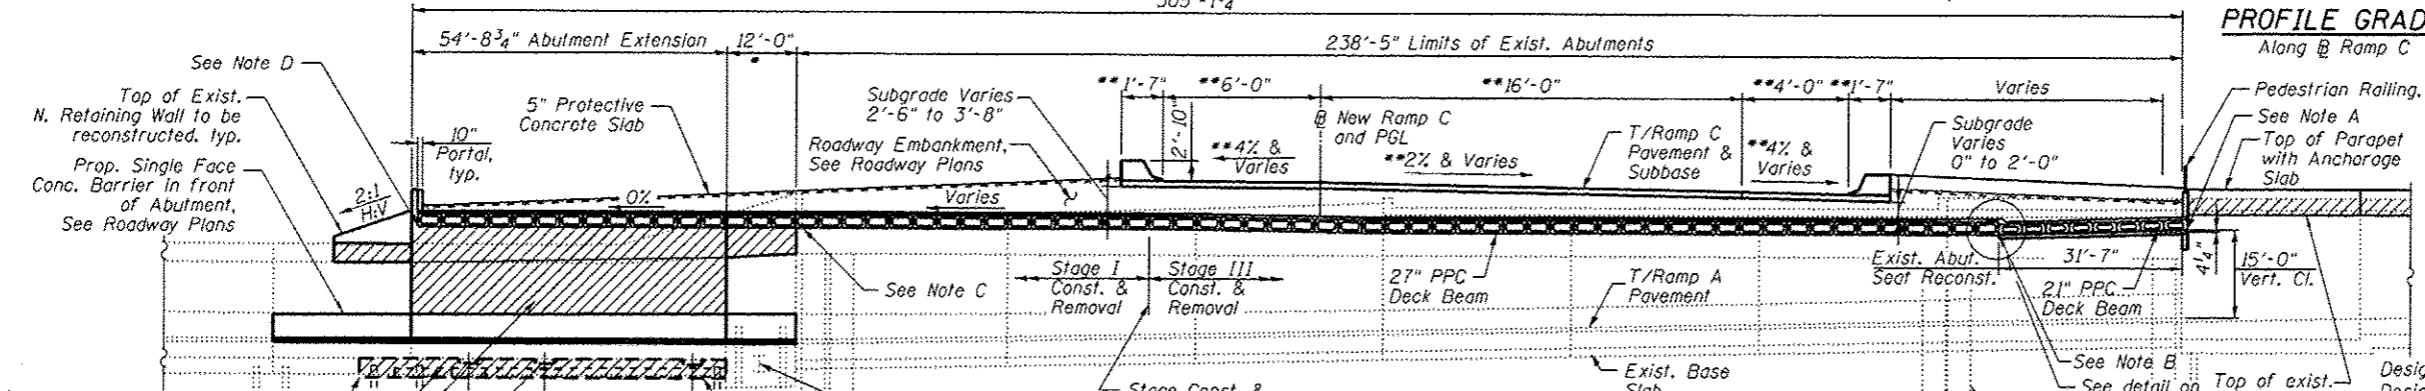 PROFILE GRAD
Along ⅊ Ramp C
54'-8¾" Abutment Extension
12'-0"
*
238'-5" Limits of Exist. Abutments
See Note D
Top of Exist.
N. Retaining Wall to be
reconstructed. typ.
Prop. Single Face
Conc. Barrier in front
of Abutment,
See Roadway Plans
2:1
H:V
10"
Portal,
typ.
5" Protective
Concrete Slab
0%
Varies
Subgrade Varies
2'-6" to 3'-8"
Roadway Embankment,
See Roadway Plans
**1'-7"
**6'-0"
**16'-0"
**4'-0"
**1'-7"
Varies
2'-10"
**4% &
Varies
New Ramp C
and PGL
**2% & Varies
T/Ramp C
Pavement &
Subbase
**4% &
Varies
Subgrade
Varies
0" to 2'-0"
Pedestrian Railing.
See Note A
Top of Parapet
with Anchorage
Slab
See Note C
Stage I
Const. &
Removal
Stage III
Const. &
Removal
27" PPC
Deck Beam
T/Ramp A
Pavement
Exist. Abut.
Seat Reconst.
31'-7"
21" PPC
Deck Beam
4¼"
15'-0"
Vert. Cl.
Stage Const. &
Exist. Base
Slab
See Note B
See detail on
Top of exist.